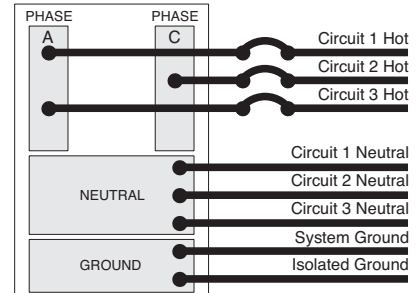 PHASE PHASE
A C
Circuit 1 Hot
Circuit 2 Hot
Circuit 3 Hot
Circuit 1 Neutral
NEUTRAL
Circuit 2 Neutral
Circuit 3 Neutral
System Ground
GROUND
Isolated Ground